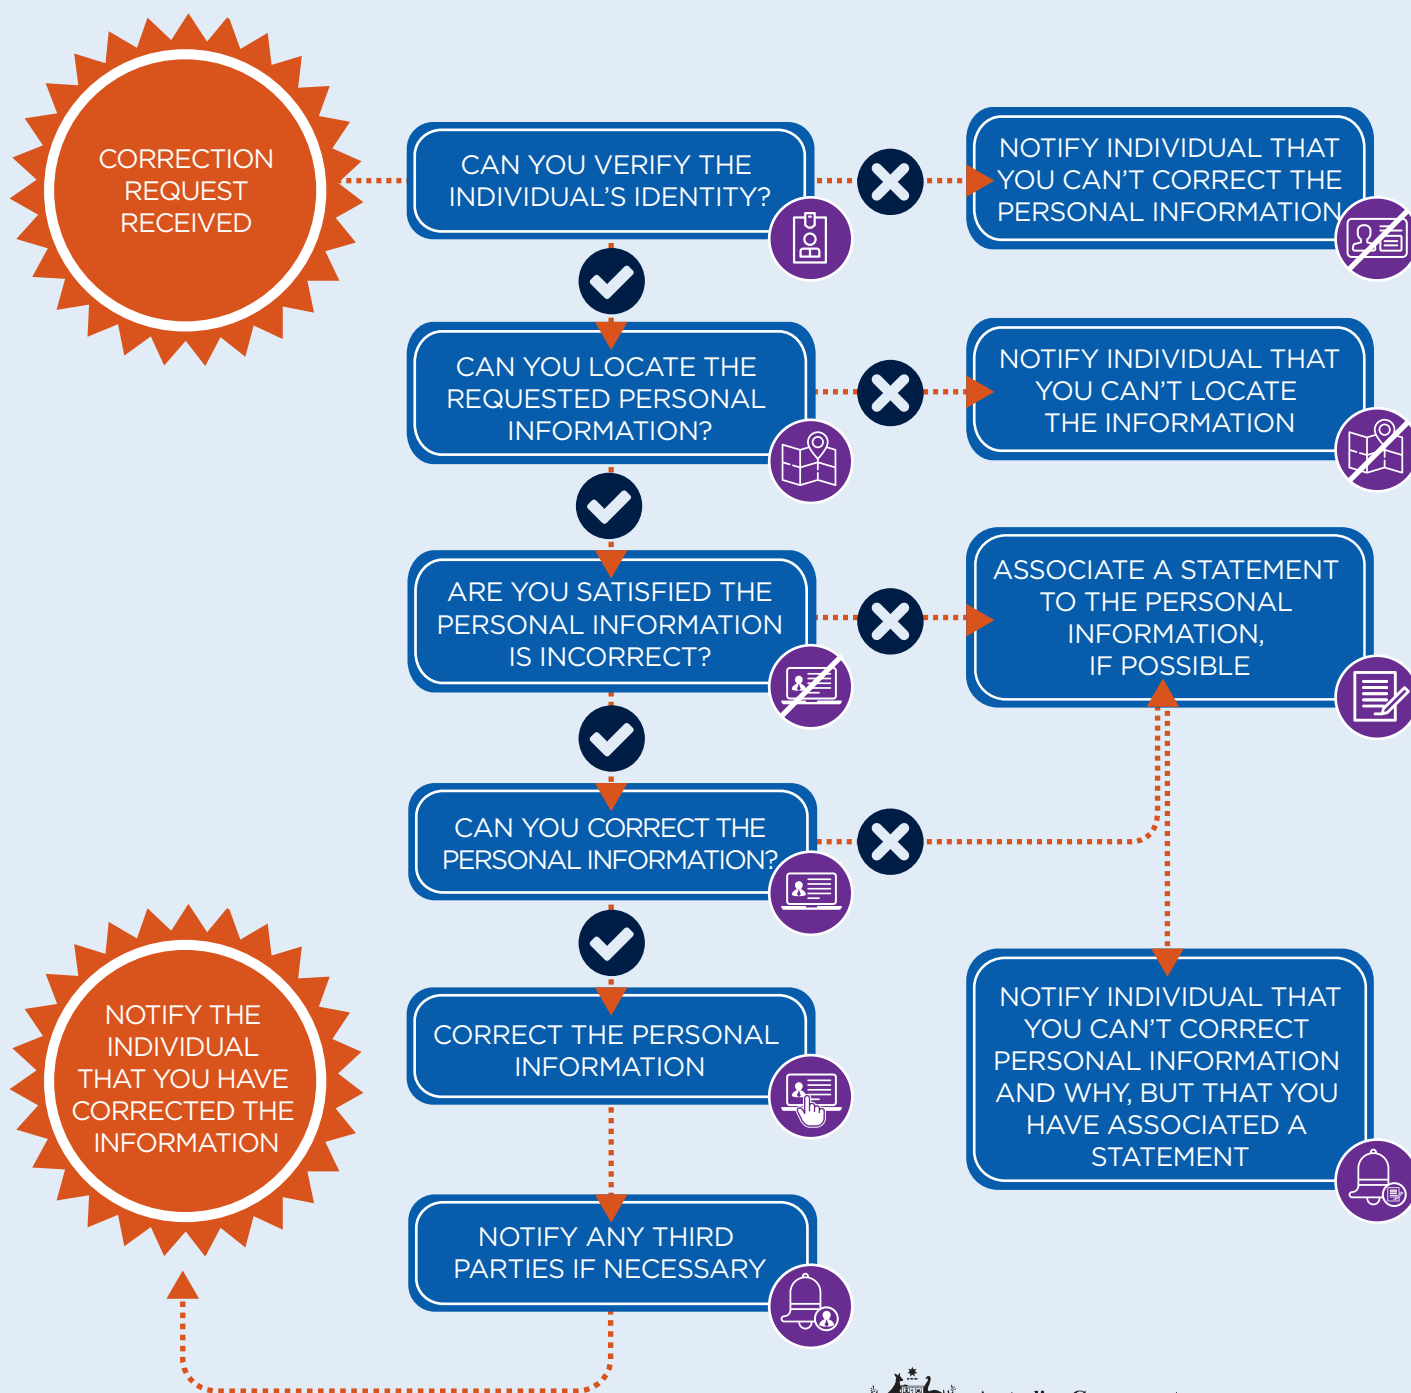 CORRECTION
REQUEST
RECEIVED
CAN YOU VERIFY THE
INDIVIDUAL'S IDENTITY?
NOTIFY INDIVIDUAL THAT
YOU CAN'T CORRECT THE
PERSONAL INFORMATION
CAN YOU LOCATE THE
REQUESTED PERSONAL
INFORMATION?
NOTIFY INDIVIDUAL THAT
YOU CAN'T LOCATE
THE INFORMATION
ARE YOU SATISFIED THE
PERSONAL INFORMATION
IS INCORRECT?
ASSOCIATE A STATEMENT
TO THE PERSONAL
INFORMATION,
IF POSSIBLE
CAN YOU CORRECT THE
PERSONAL INFORMATION?
CORRECT THE PERSONAL
INFORMATION
NOTIFY INDIVIDUAL THAT
YOU CAN'T CORRECT
PERSONAL INFORMATION
AND WHY, BUT THAT YOU
HAVE ASSOCIATED A
STATEMENT
NOTIFY ANY THIRD
PARTIES IF NECESSARY
NOTIFY THE
INDIVIDUAL
THAT YOU HAVE
CORRECTED THE
INFORMATION